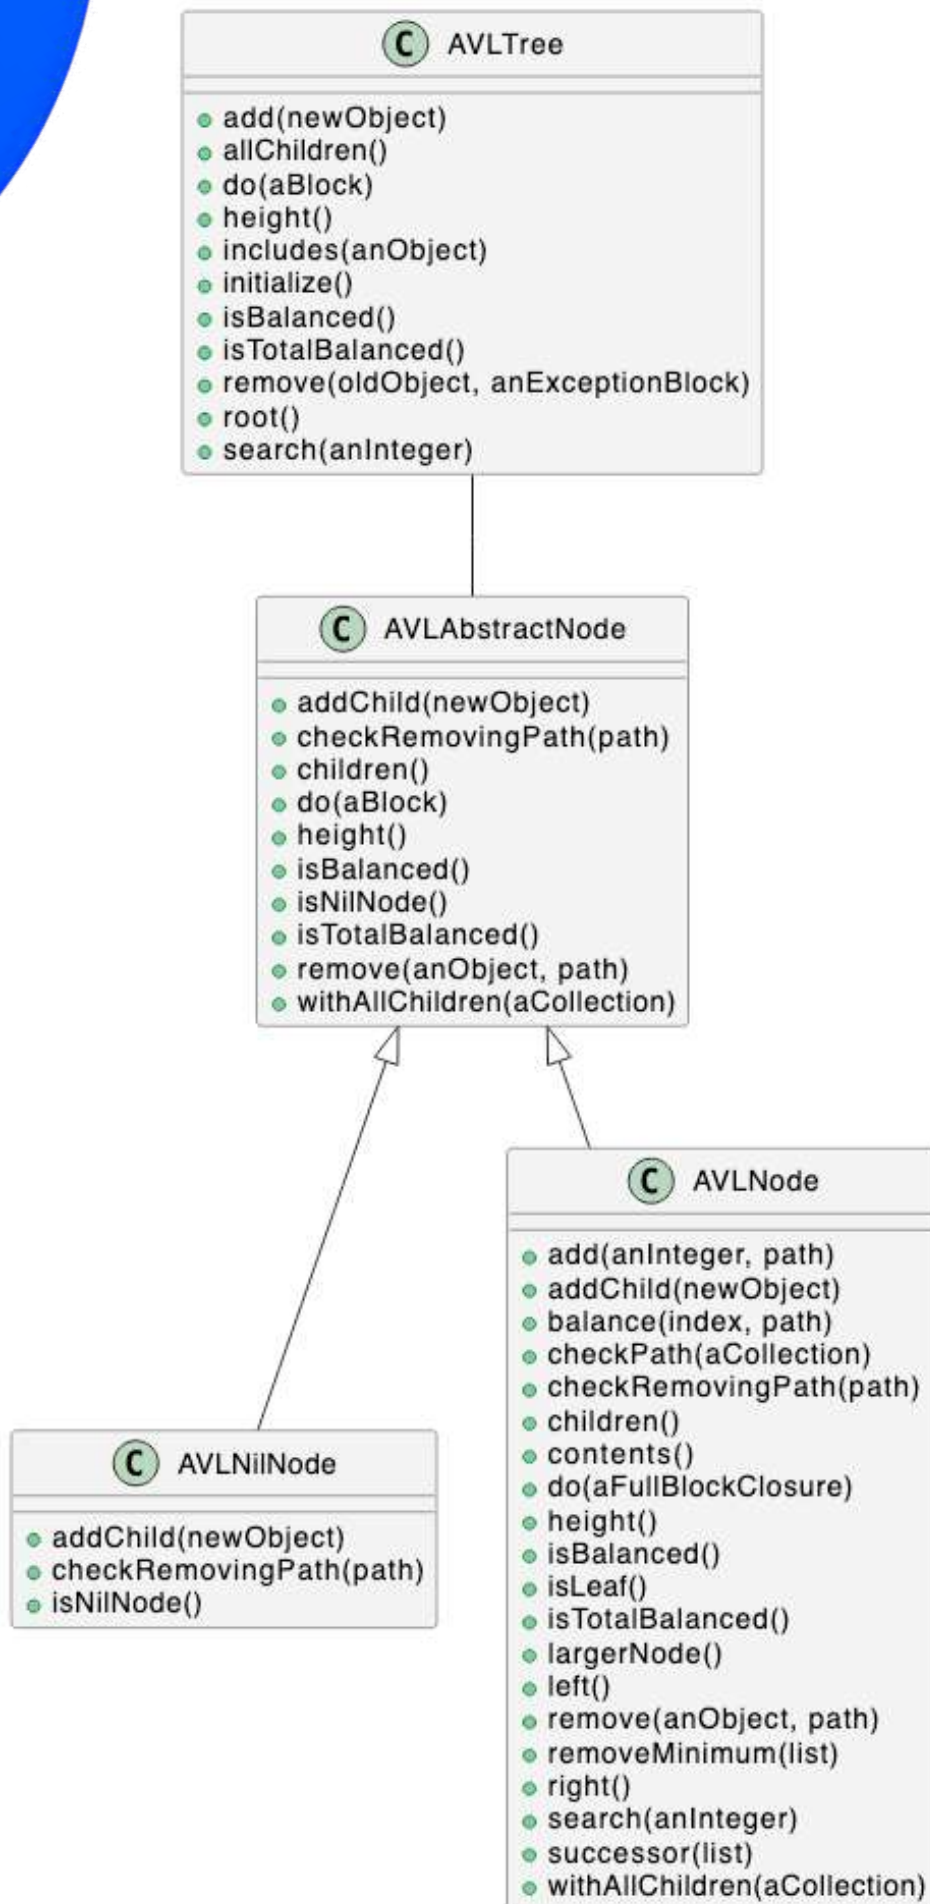 C AVLTree
add(newObject)
allChildren()
do(aBlock)
height()
includes(anObject)
initialize()
isBalanced()
isTotalBalanced()
remove(oldObject, anExceptionBlock)
root()
search(anInteger)
C AVLAbstractNode
addChild(newObject)
checkRemovingPath(path)
children()
do(aBlock)
height()
isBalanced()
isNilNode()
isTotalBalanced()
remove(anObject, path)
withAllChildren(aCollection)
C AVLNilNode
addChild(newObject)
checkRemovingPath(path)
isNilNode()
C AVLNode
add(anInteger, path)
addChild(newObject)
balance(index, path)
checkPath(aCollection)
checkRemovingPath(path)
children()
contents()
do(aFullBlockClosure)
height()
isBalanced()
isLeaf()
isTotalBalanced()
largerNode()
left()
remove(anObject, path)
removeMinimum(list)
right()
search(anInteger)
successor(list)
withAllChildren(aCollection)